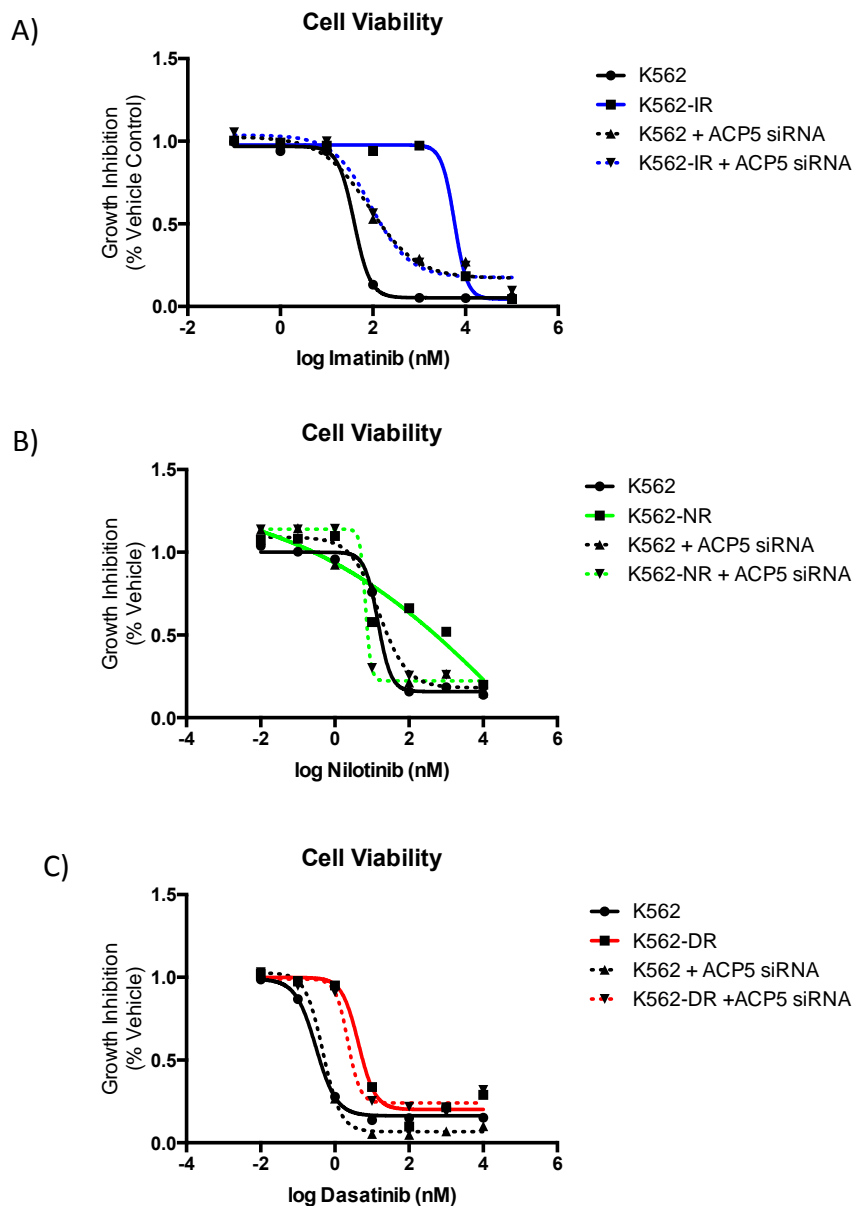 A)
Cell Viability
Growth Inhibition
(% Vehicle Control)
1.5
1.0
0.5
0.0
-2
0
2
4
6
log Imatinib (nM)
K562
K562-IR
K562 + ACP5 siRNA
K562-IR + ACP5 siRNA
B)
Cell Viability
Growth Inhibition
(% Vehicle)
1.5
1.0
0.5
0.0
-4
-2
0
2
4
6
log Nilotinib (nM)
K562
K562-NR
K562 + ACP5 siRNA
K562-NR + ACP5 siRNA
C)
Cell Viability
Growth Inhibition
(% Vehicle)
1.5
1.0
0.5
0.0
-4
-2
0
2
4
6
log Dasatinib (nM)
K562
K562-DR
K562 + ACP5 siRNA
K562-DR +ACP5 siRNA